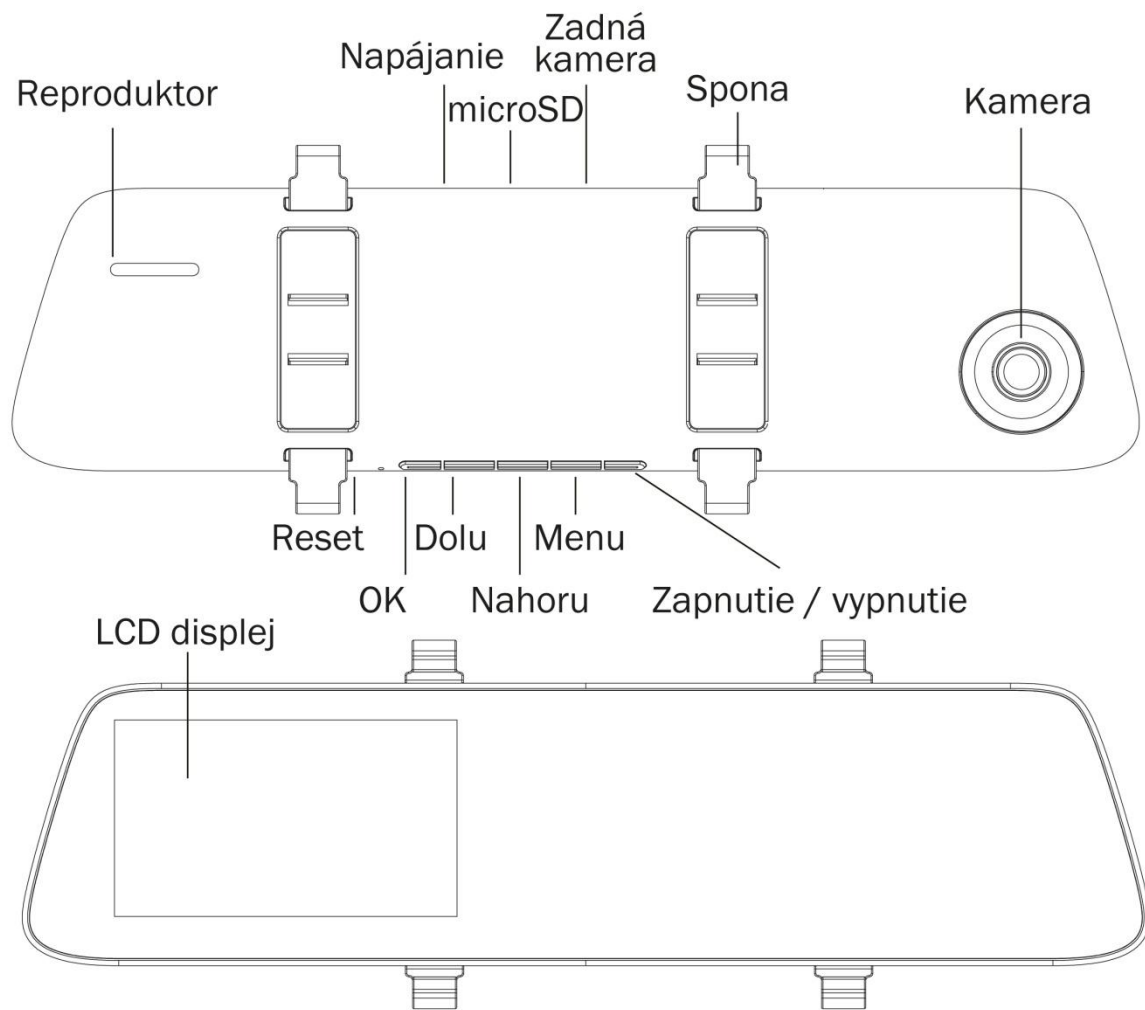 Reproduktor
Napájanie
microSD
Zadná
kamera
Spona
Kamera
Reset
Dolu
Menu
OK
Nahoru
Zapnutie / vypnutie
LCD displej